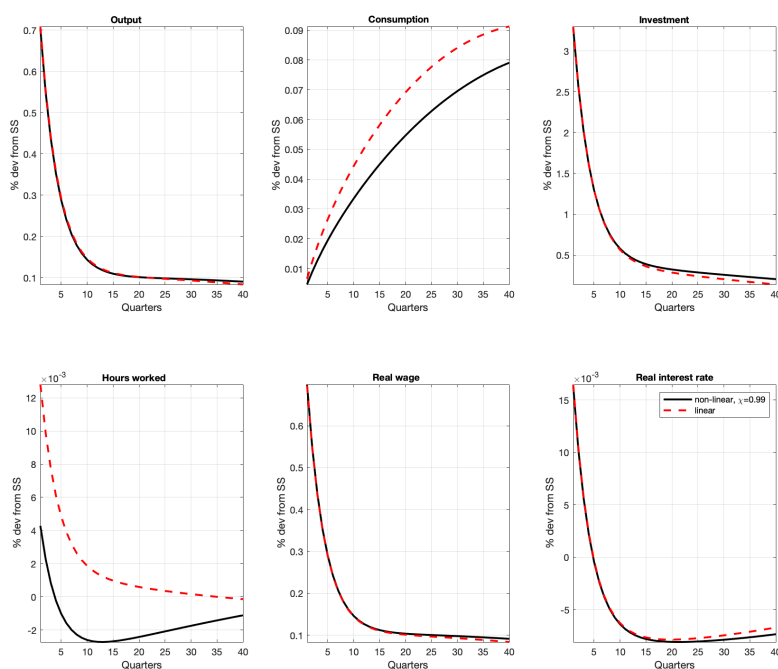 Output
% dev from SS
0.7
0.6
0.5
0.4
0.3
0.2
0.1
5 10 15 20 25 30 35 40
Quarters
Consumption
% dev from SS
0.09
0.08
0.07
0.06
0.05
0.04
0.03
0.02
0.01
5 10 15 20 25 30 35 40
Quarters
Investment
% dev from SS
3
2.5
2
1.5
1
0.5
5 10 15 20 25 30 35 40
Quarters
Hours worked
×10⁻³
% dev from SS
12
10
8
6
4
2
0
-2
5 10 15 20 25 30 35 40
Quarters
Real wage
% dev from SS
0.6
0.5
0.4
0.3
0.2
0.1
5 10 15 20 25 30 35 40
Quarters
Real interest rate
×10⁻³
% dev from SS
15
10
5
0
-5
5 10 15 20 25 30 35 40
Quarters
non-linear, χ=0.99
linear